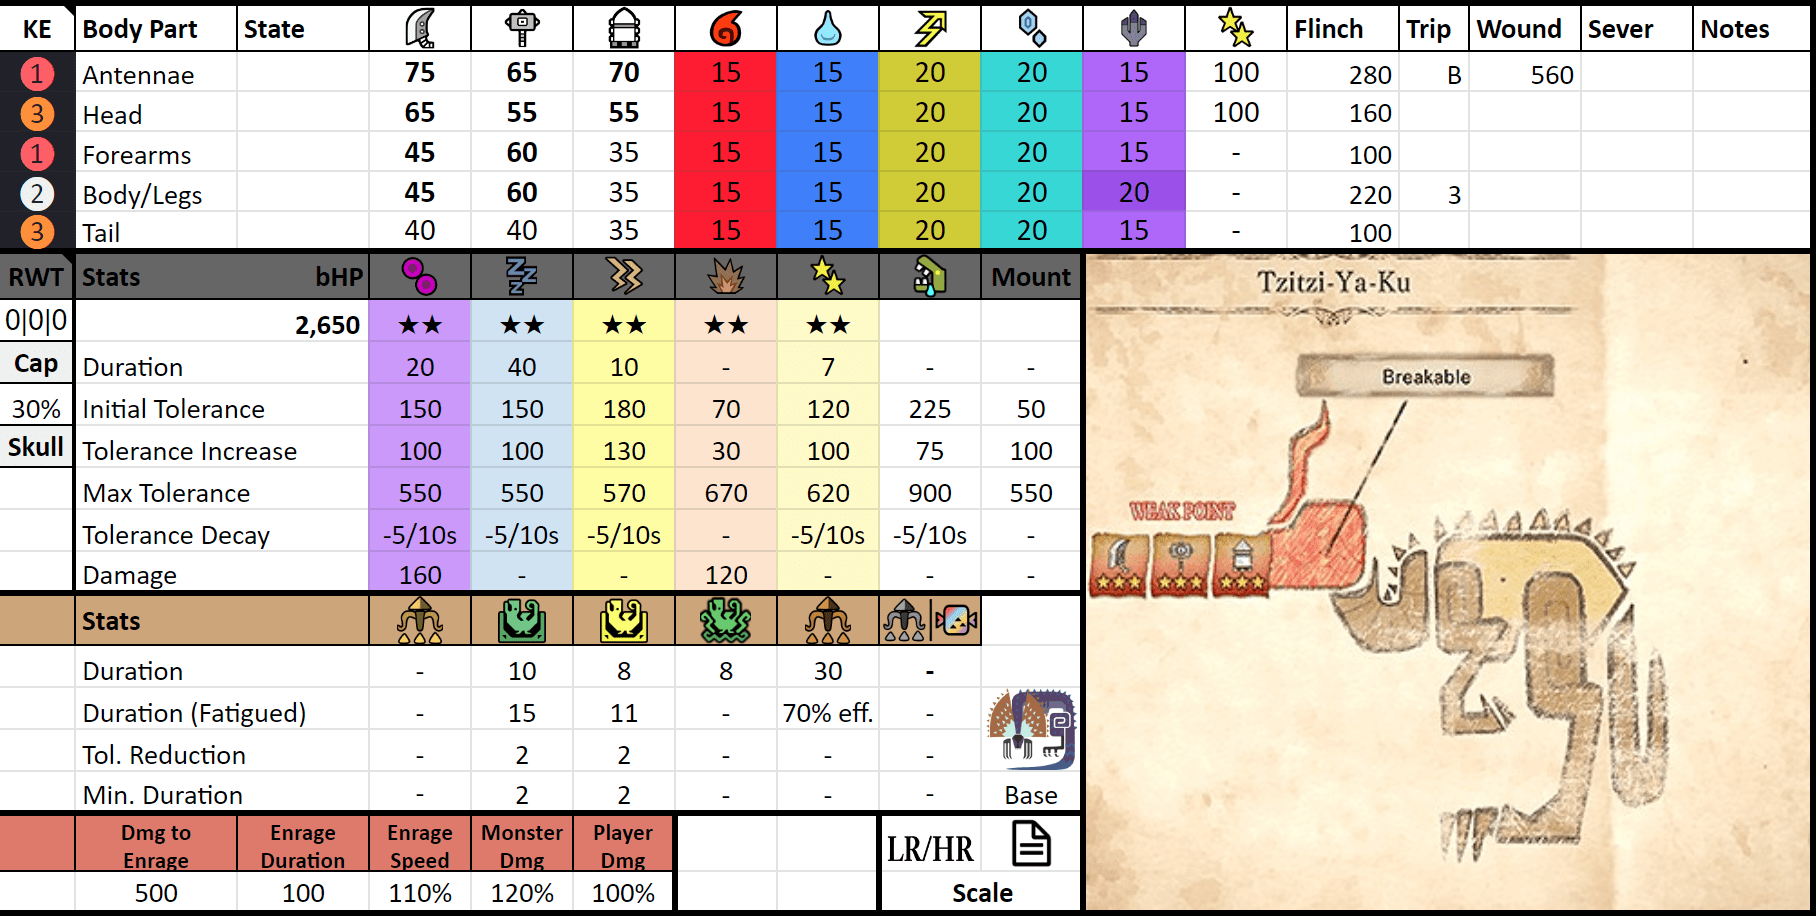 KE Body Part State Flinch Trip Wound Sever Notes
1 Antennae 75 65 70 15 15 20 20 15 100 280 B 560
3 Head 65 55 55 15 15 20 20 15 100 160
1 Forearms 45 60 35 15 15 20 20 15 - 100
2 Body/Legs 45 60 35 15 15 20 20 20 - 220 3
3 Tail 40 40 35 15 15 20 20 15 - 100
RWT Stats bHP Mount
0|0|0 2,650 ★★ ★★ ★★ ★★ ★★
Cap Duration 20 40 10 - 7 - -
30% Initial Tolerance 150 150 180 70 120 225 50
Skull Tolerance Increase 100 100 130 30 100 75 100
Max Tolerance 550 550 570 670 620 900 550
Tolerance Decay -5/10s -5/10s -5/10s - -5/10s -5/10s -
Damage 160 - - 120 - - -
Stats
Duration - 10 8 8 30 -
Duration (Fatigued) - 15 11 - 70% eff. -
Tol. Reduction - 2 2 - - -
Min. Duration - 2 2 - - - Base
Dmg to Enrage Enrage Duration Enrage Speed Monster Dmg Player Dmg LR/HR
500 100 110% 120% 100% Scale
Tzitzi-Ya-Ku
Breakable
WEAK POINT